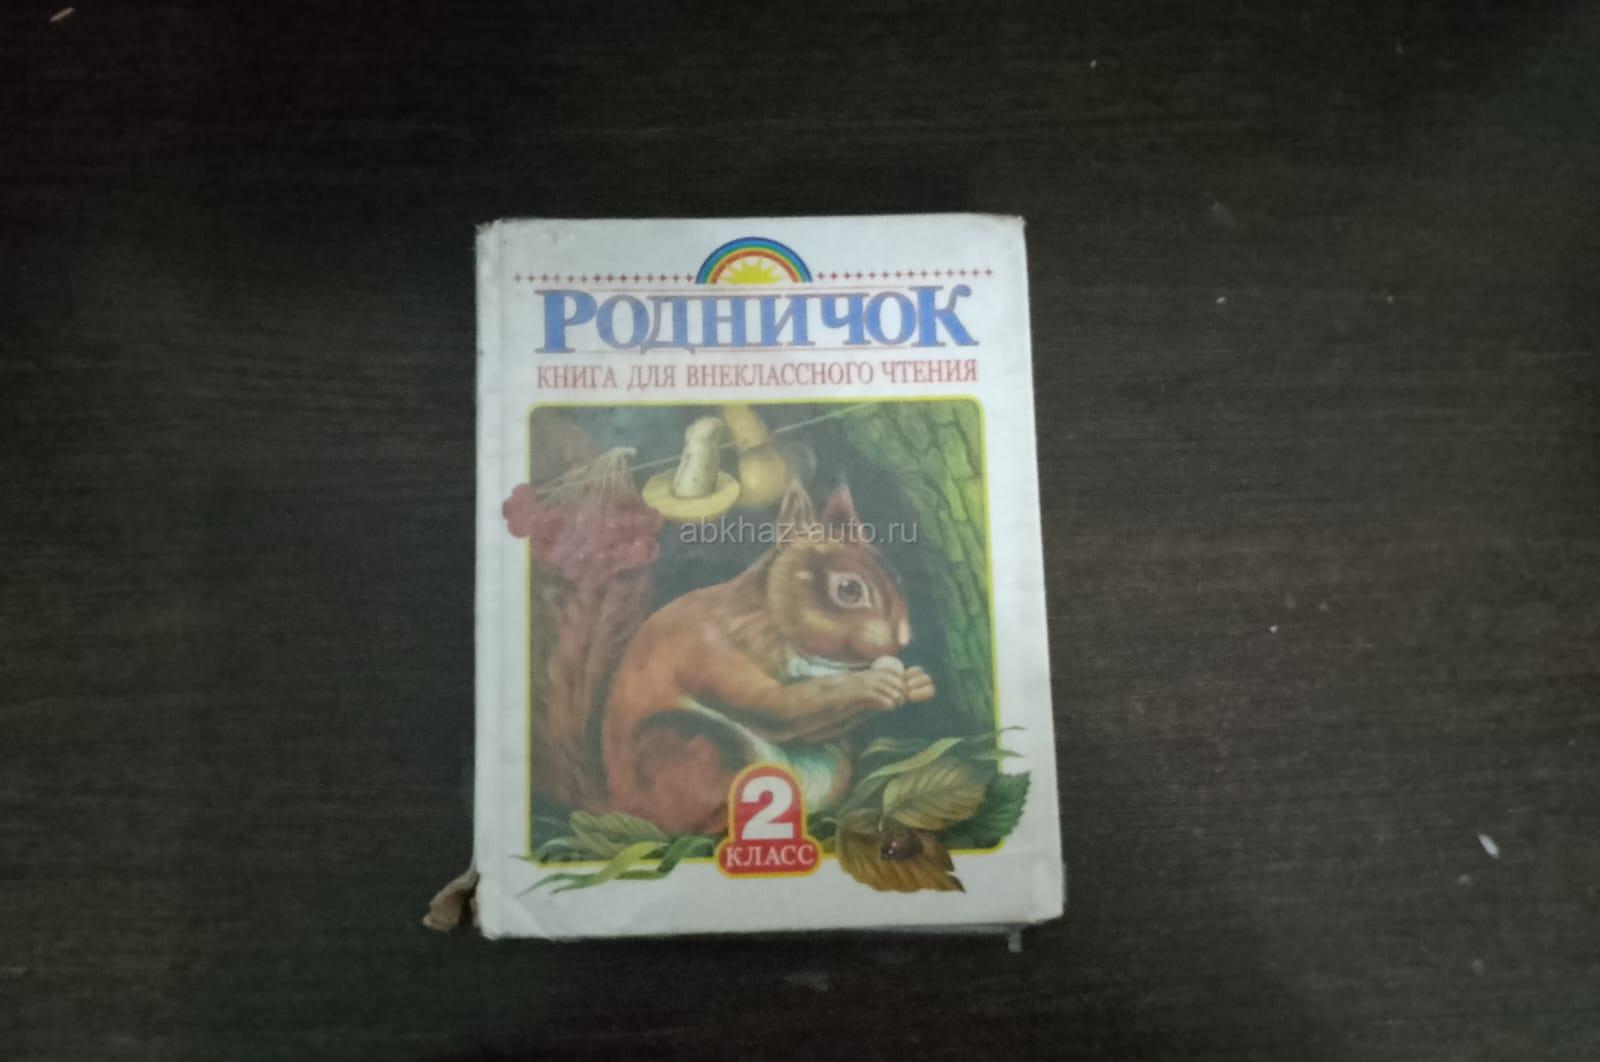 Родничок
КНИГА ДЛЯ ВНЕКЛАССНОГО ЧТЕНИЯ
abkhaz-auto.ru
2
КЛАСС